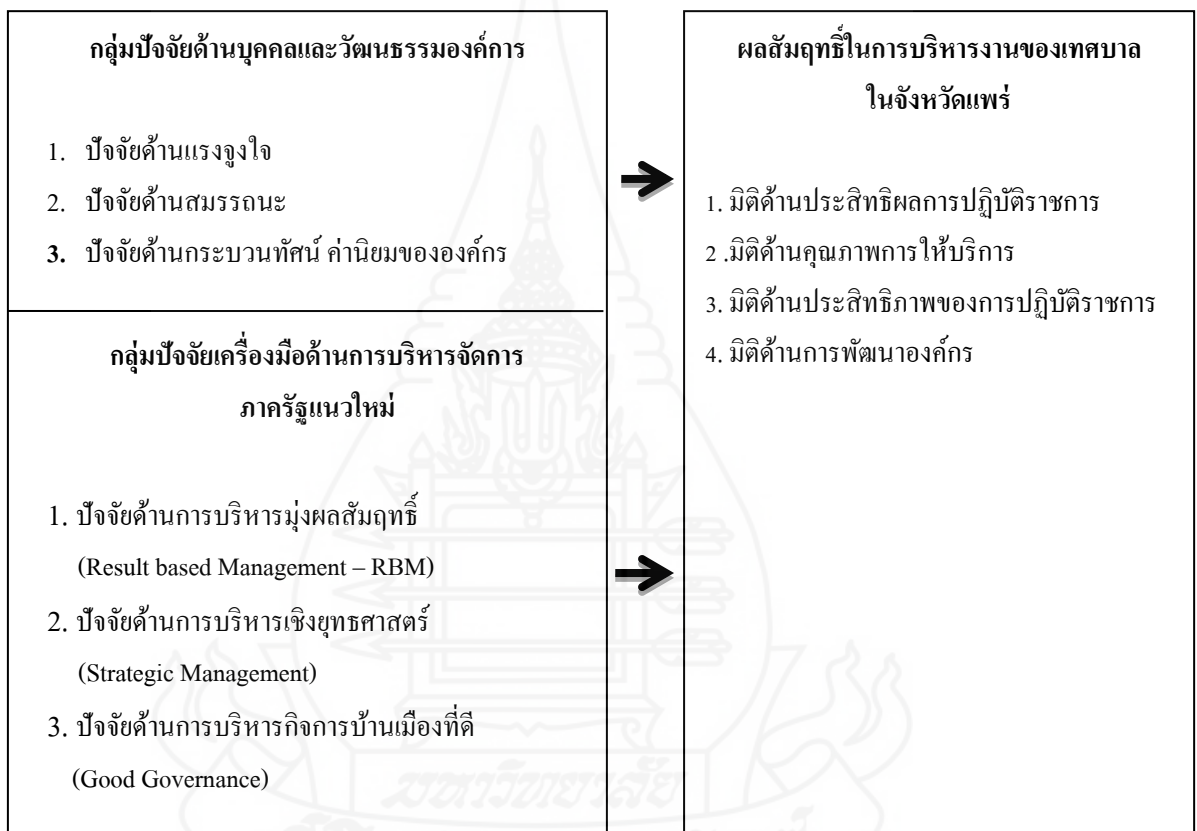 กลุ่มปัจจัยด้านบุคคลและวัฒนธรรมองค์การ
1. ปัจจัยด้านแรงจูงใจ
2. ปัจจัยด้านสมรรถนะ
3. ปัจจัยด้านกระบวนทัศน์ ค่านิยมขององค์กร
กลุ่มปัจจัยเครื่องมือด้านการบริหารจัดการ
ภาครัฐแนวใหม่
1. ปัจจัยด้านการบริหารมุ่งผลสัมฤทธิ์
(Result based Management – RBM)
2. ปัจจัยด้านการบริหารเชิงยุทธศาสตร์
(Strategic Management)
3. ปัจจัยด้านการบริหารกิจการบ้านเมืองที่ดี
(Good Governance)
ผลสัมฤทธิ์ในการบริหารงานของเทศบาล
ในจังหวัดแพร่
1. มิติด้านประสิทธิผลการปฏิบัติราชการ
2 .มิติด้านคุณภาพการให้บริการ
3. มิติด้านประสิทธิภาพของการปฏิบัติราชการ
4. มิติด้านการพัฒนาองค์กร
มหาวิทยาลัย